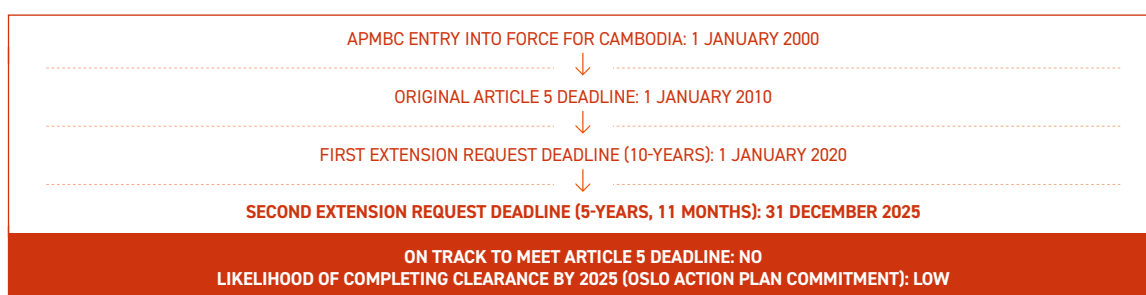 APMBC ENTRY INTO FORCE FOR CAMBODIA: 1 JANUARY 2000
ORIGINAL ARTICLE 5 DEADLINE: 1 JANUARY 2010
FIRST EXTENSION REQUEST DEADLINE (10-YEARS): 1 JANUARY 2020
SECOND EXTENSION REQUEST DEADLINE (5-YEARS, 11 MONTHS): 31 DECEMBER 2025
ON TRACK TO MEET ARTICLE 5 DEADLINE: NO
LIKELIHOOD OF COMPLETING CLEARANCE BY 2025 (OSLO ACTION PLAN COMMITMENT): LOW